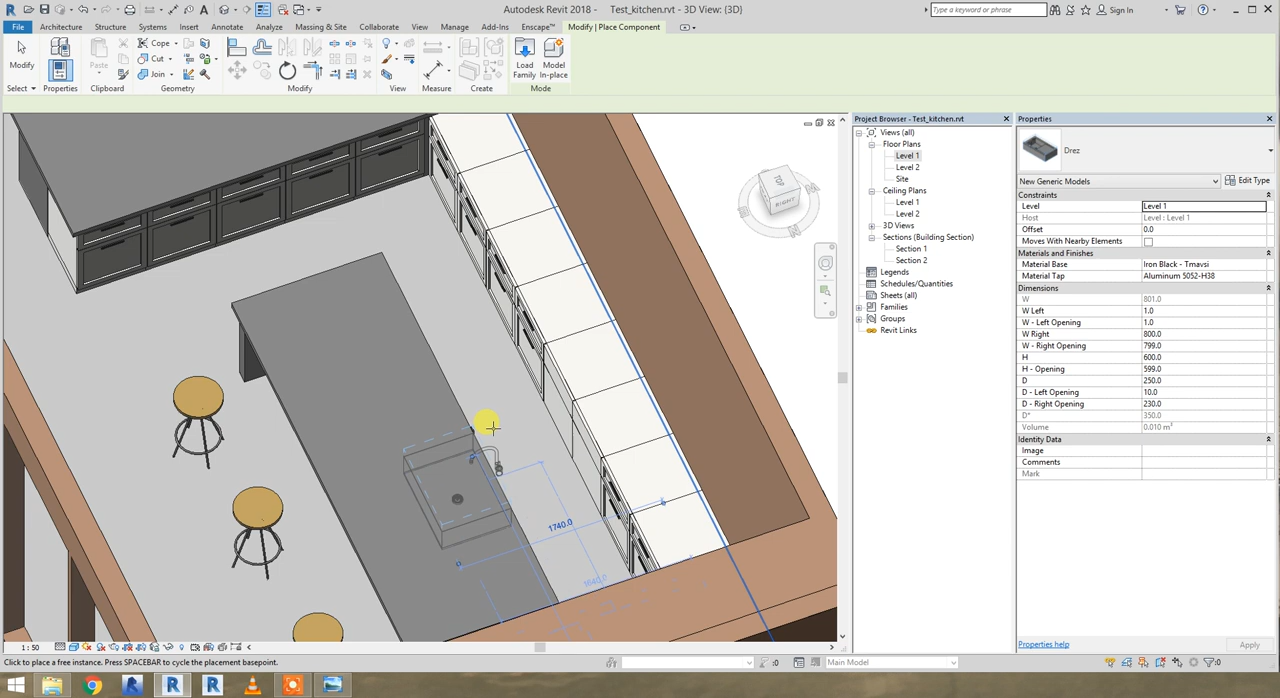 Autodesk Revit 2018 - Test_kitchen.rvt - 3D View: {3D}
Type a keyword or phrase
Sign In
File Architecture Structure Systems Insert Annotate Analyze Massing & Site Collaborate View Manage Add-Ins Enscape™ Modify | Place Component
Modify
Paste
Cope
Cut
Join
Load Family
Model In-place
Select Properties Clipboard Geometry Modify View Measure Create Mode
TOP
RIGHT
1740.0
1640.0
Project Browser - Test_kitchen.rvt
Views (all)
Floor Plans
Level 1
Level 2
Site
Ceiling Plans
Level 1
Level 2
3D Views
Sections (Building Section)
Section 1
Section 2
Legends
Schedules/Quantities
Sheets (all)
Families
Groups
Revit Links
Properties
Drez
New Generic Models Edit Type
Constraints
Level Level 1
Host Level : Level 1
Offset 0.0
Moves With Nearby Elements
Materials and Finishes
Material Base Iron Black - Tmavsi
Material Tap Aluminum 5052-H38
Dimensions
W 801.0
W Left 1.0
W - Left Opening 1.0
W Right 800.0
W - Right Opening 799.0
H 600.0
H - Opening 599.0
D 250.0
D - Left Opening 10.0
D - Right Opening 230.0
D* 350.0
Volume 0.010 m³
Identity Data
Image
Comments
Mark
Properties help Apply
1 : 50
Click to place a free instance. Press SPACEBAR to cycle the placement basepoint.
:0
Main Model
:0